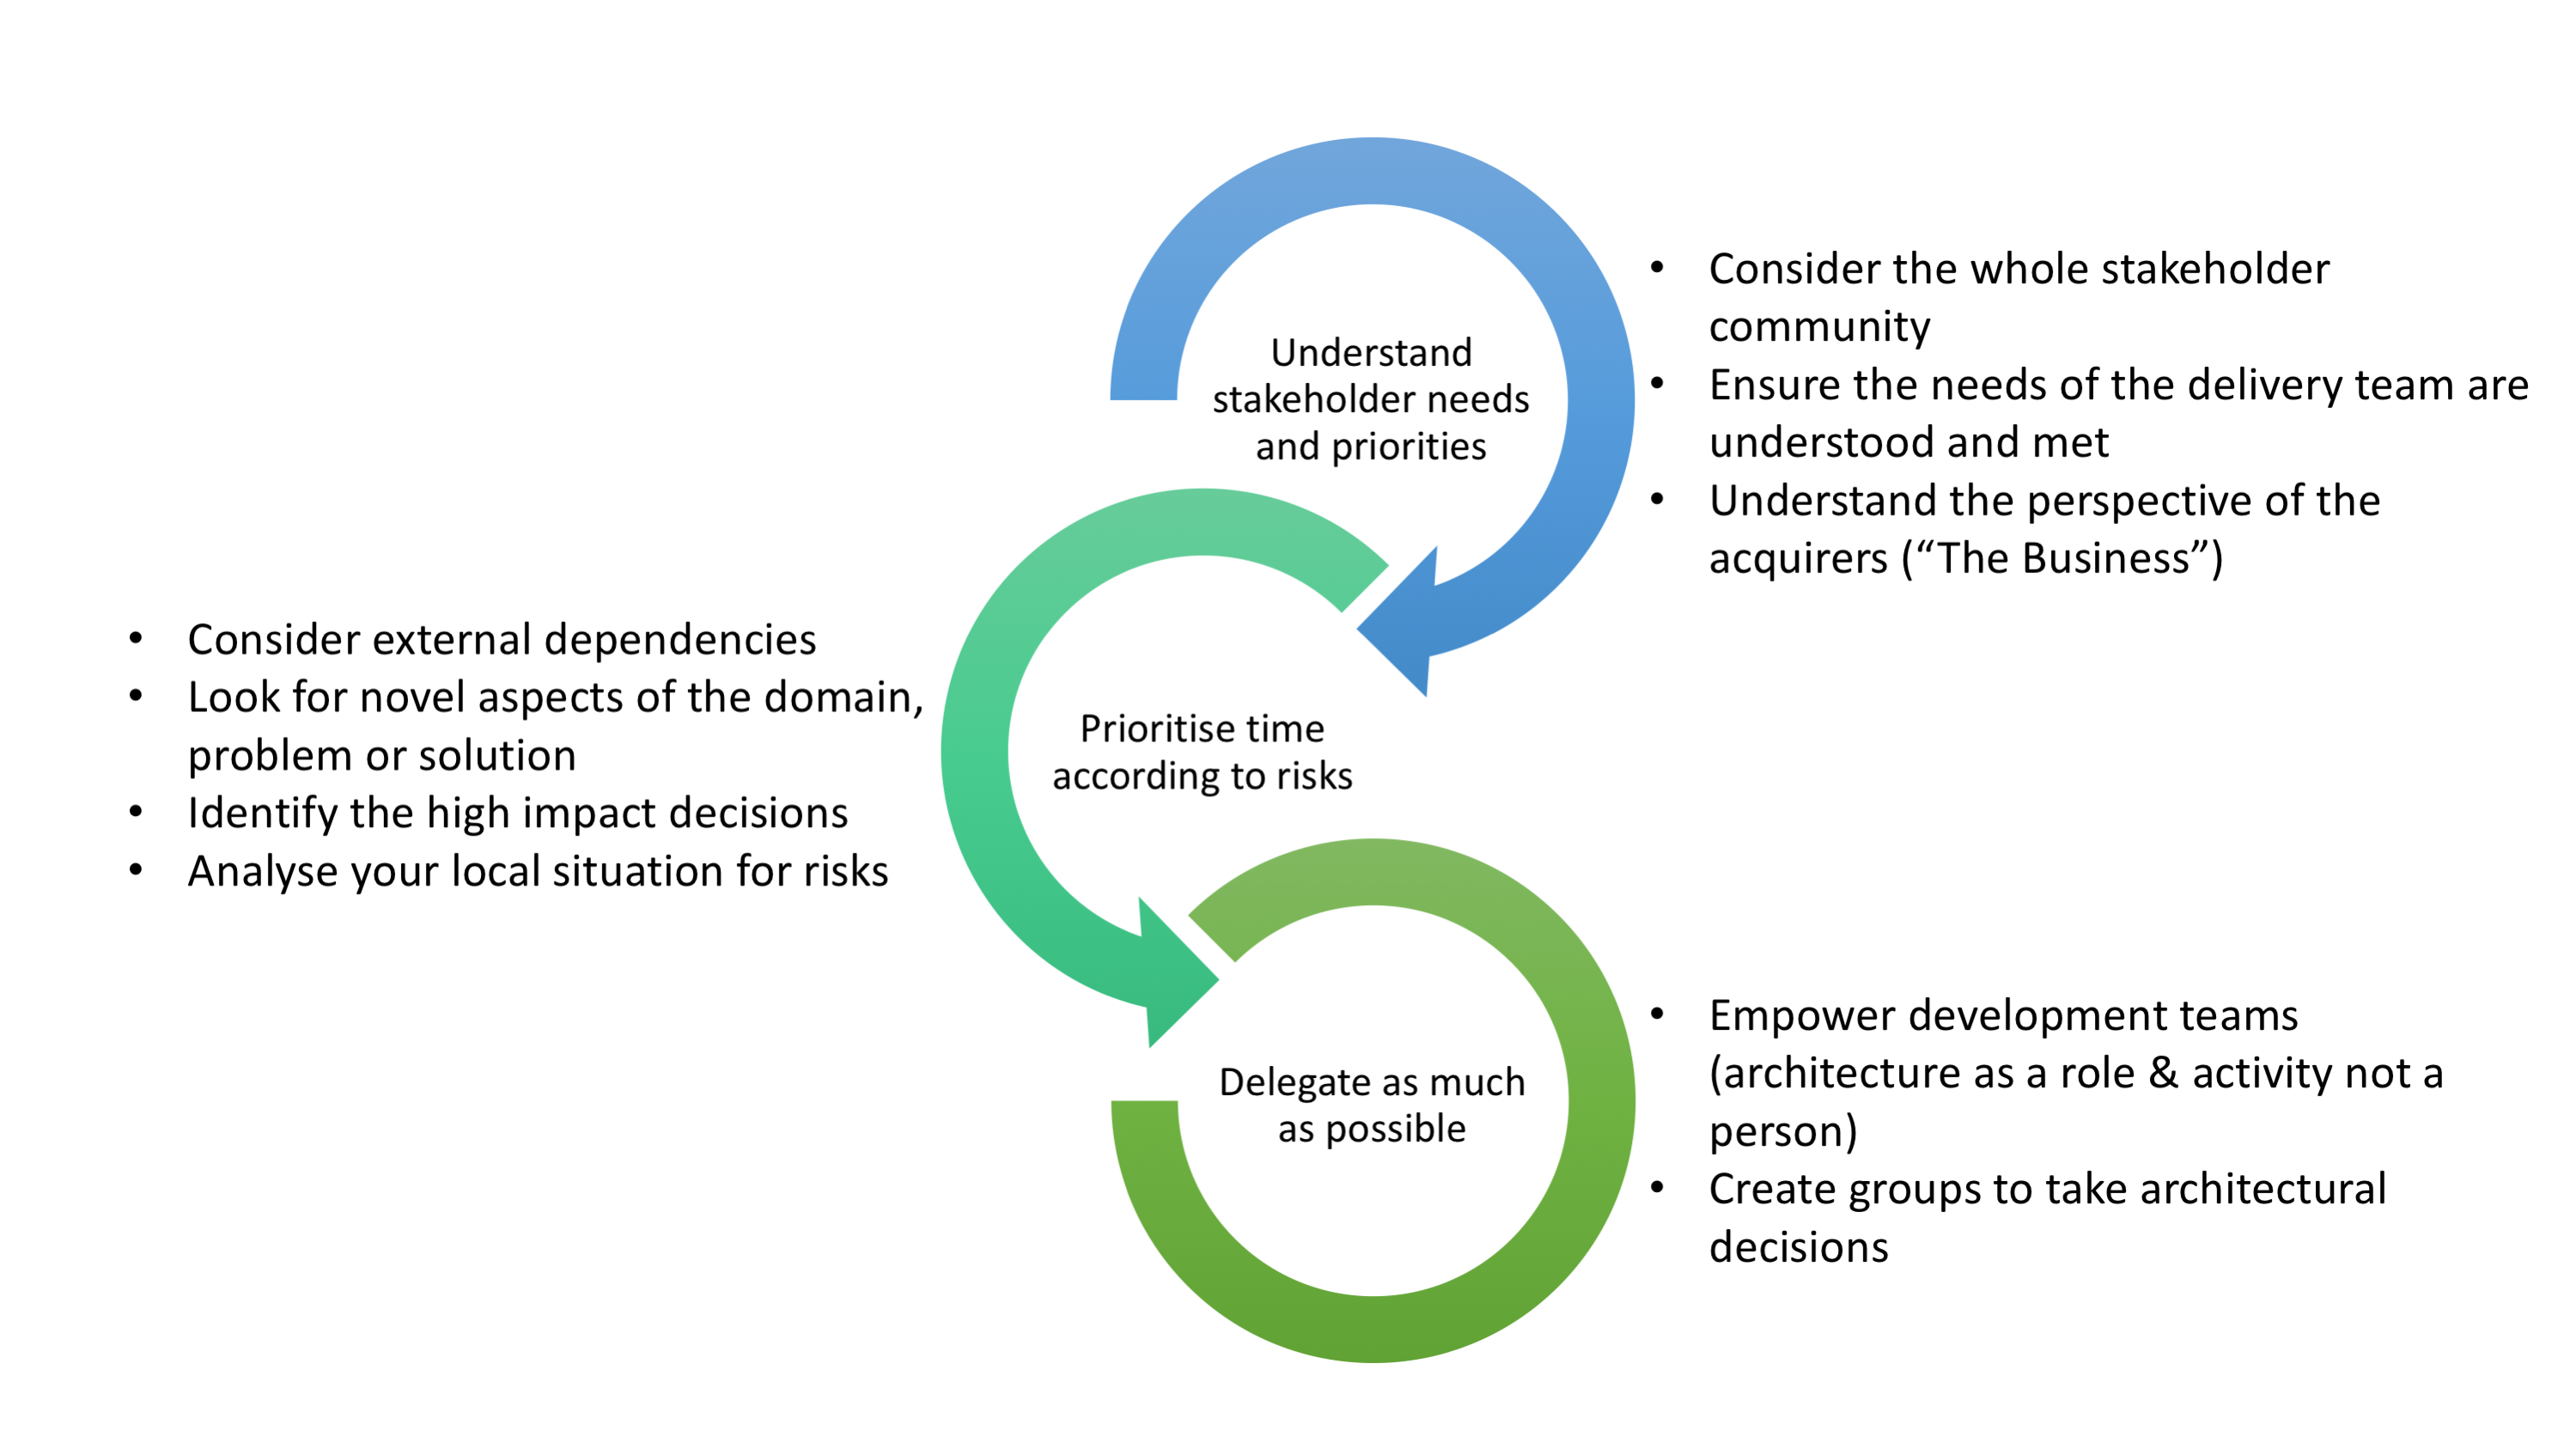 Understand
stakeholder needs
and priorities
• Consider the whole stakeholder
community
• Ensure the needs of the delivery team are
understood and met
• Understand the perspective of the
acquirers (“The Business”)
Prioritise time
according to risks
• Consider external dependencies
• Look for novel aspects of the domain,
problem or solution
• Identify the high impact decisions
• Analyse your local situation for risks
Delegate as much
as possible
• Empower development teams
(architecture as a role & activity not a
person)
• Create groups to take architectural
decisions